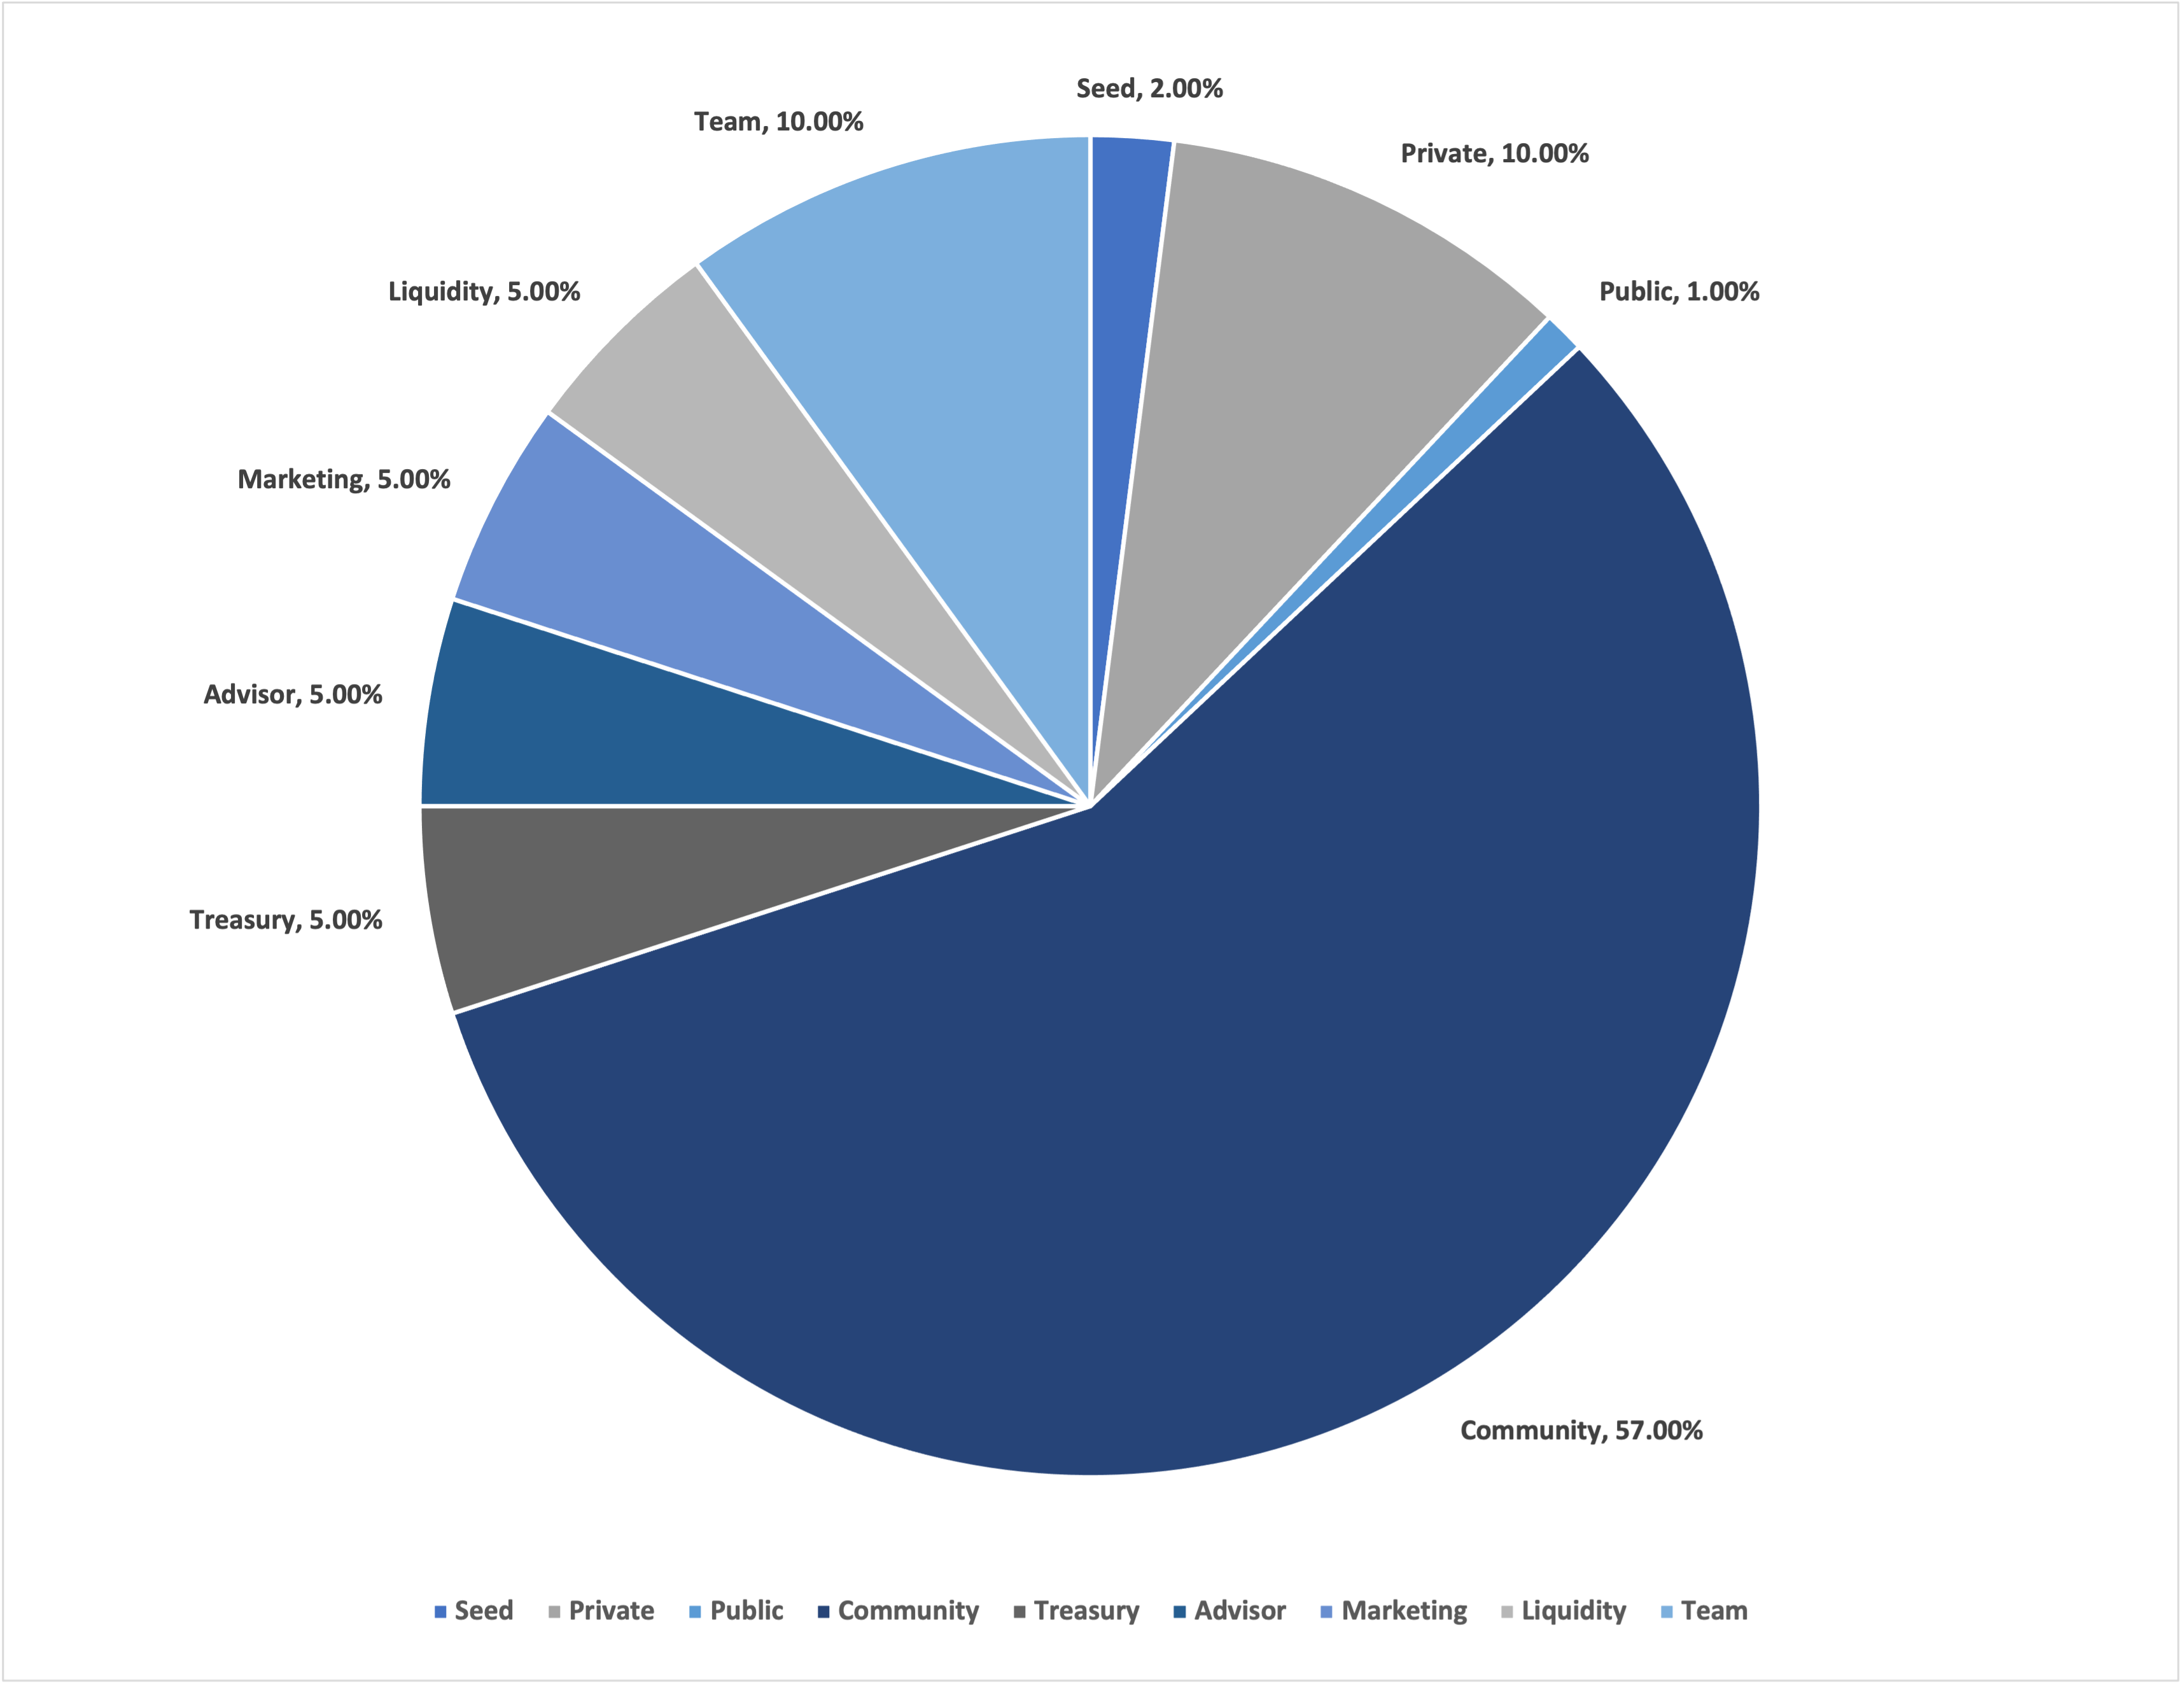 Seed, 2.00%
Team, 10.00%
Private, 10.00%
Liquidity, 5.00%
Public, 1.00%
Marketing, 5.00%
Advisor, 5.00%
Treasury, 5.00%
Community, 57.00%
Seed Private Public Community Treasury Advisor Marketing Liquidity Team